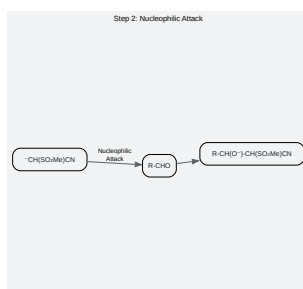 Step 2: Nucleophilic Attack
Nucleophilic
Attack
⁻CH(SO₂Me)CN
R-CHO
R-CH(O⁻)-CH(SO₂Me)CN